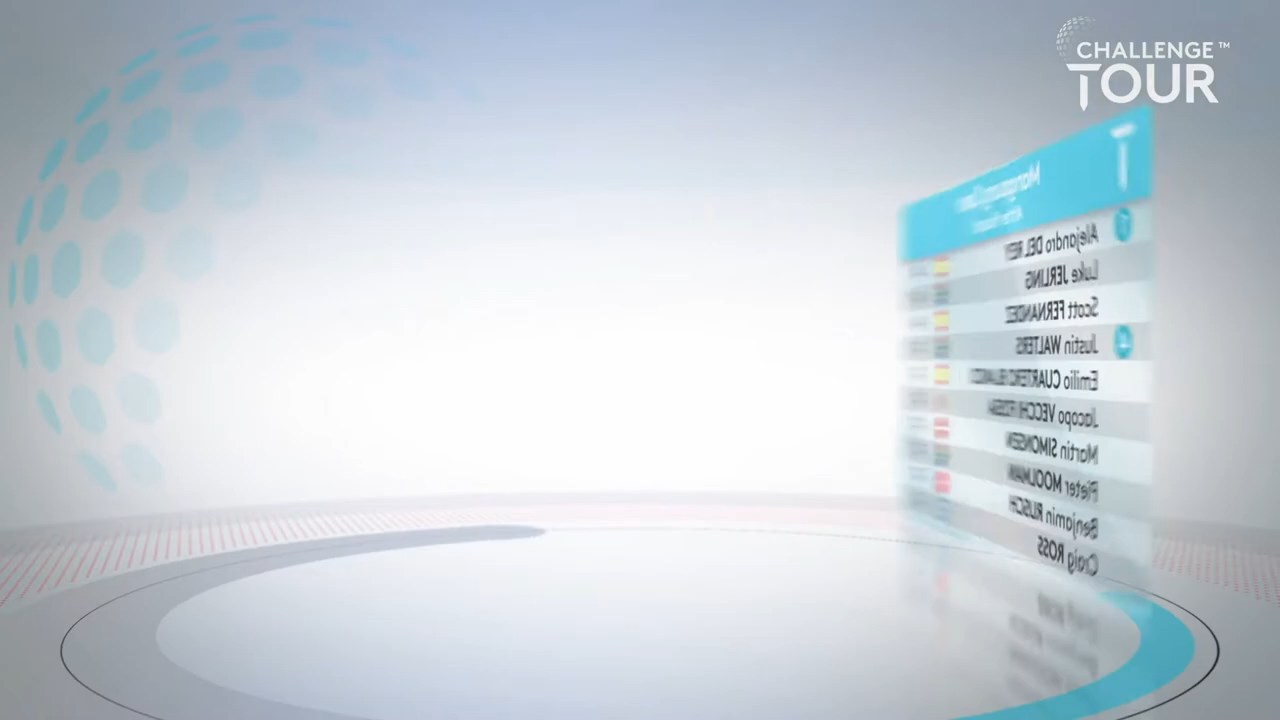 CHALLENGE™
TOUR
Alejandro DEL REY
Luke JERLING
Scott FERNANDEZ
Justin WALTERS
Emilio CUARTERO BLANCO
Jacopo VECCHI FOSSA
Martin SIMONSEN
Pieter MOOLMAN
Benjamin RUSCH
Craig ROSS